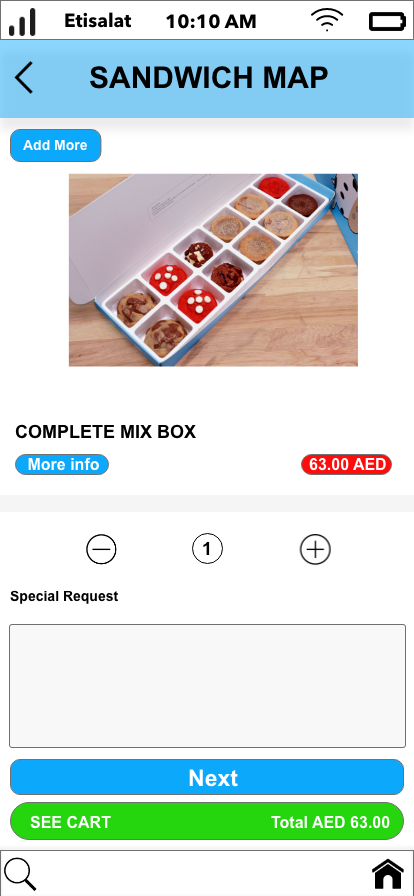 Etisalat 10:10 AM
SANDWICH MAP
Add More
COMPLETE MIX BOX
More info 63.00 AED
1
Special Request
Next
SEE CART Total AED 63.00